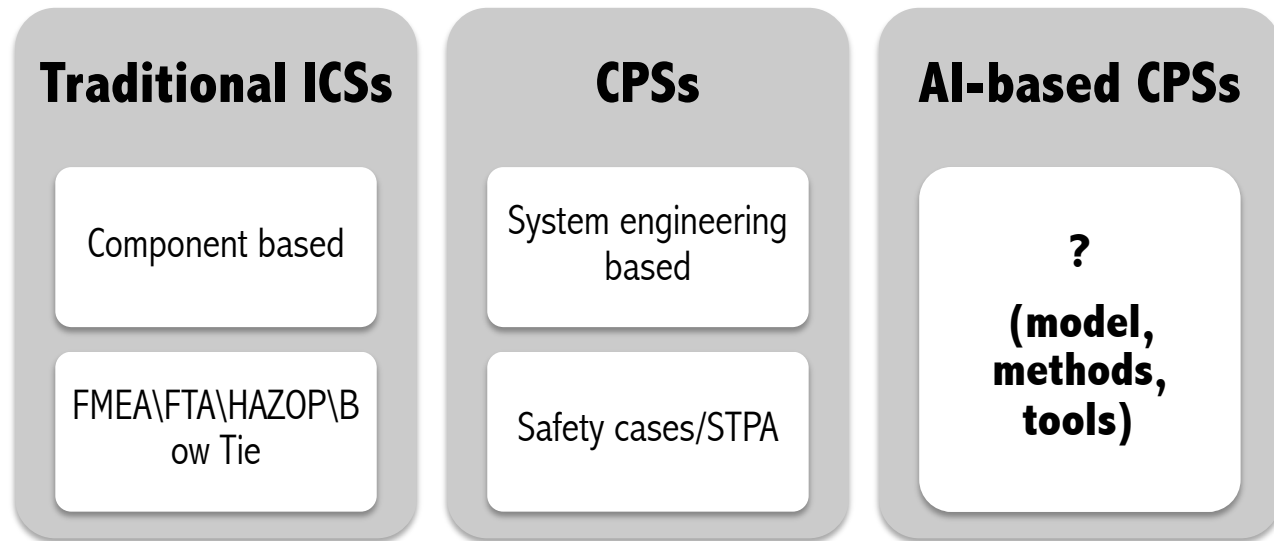 Traditional ICSs
Component based
FMEA\FTA\HAZOP\B
ow Tie
CPSs
System engineering
based
Safety cases/STPA
AI-based CPSs
?
(model,
methods,
tools)